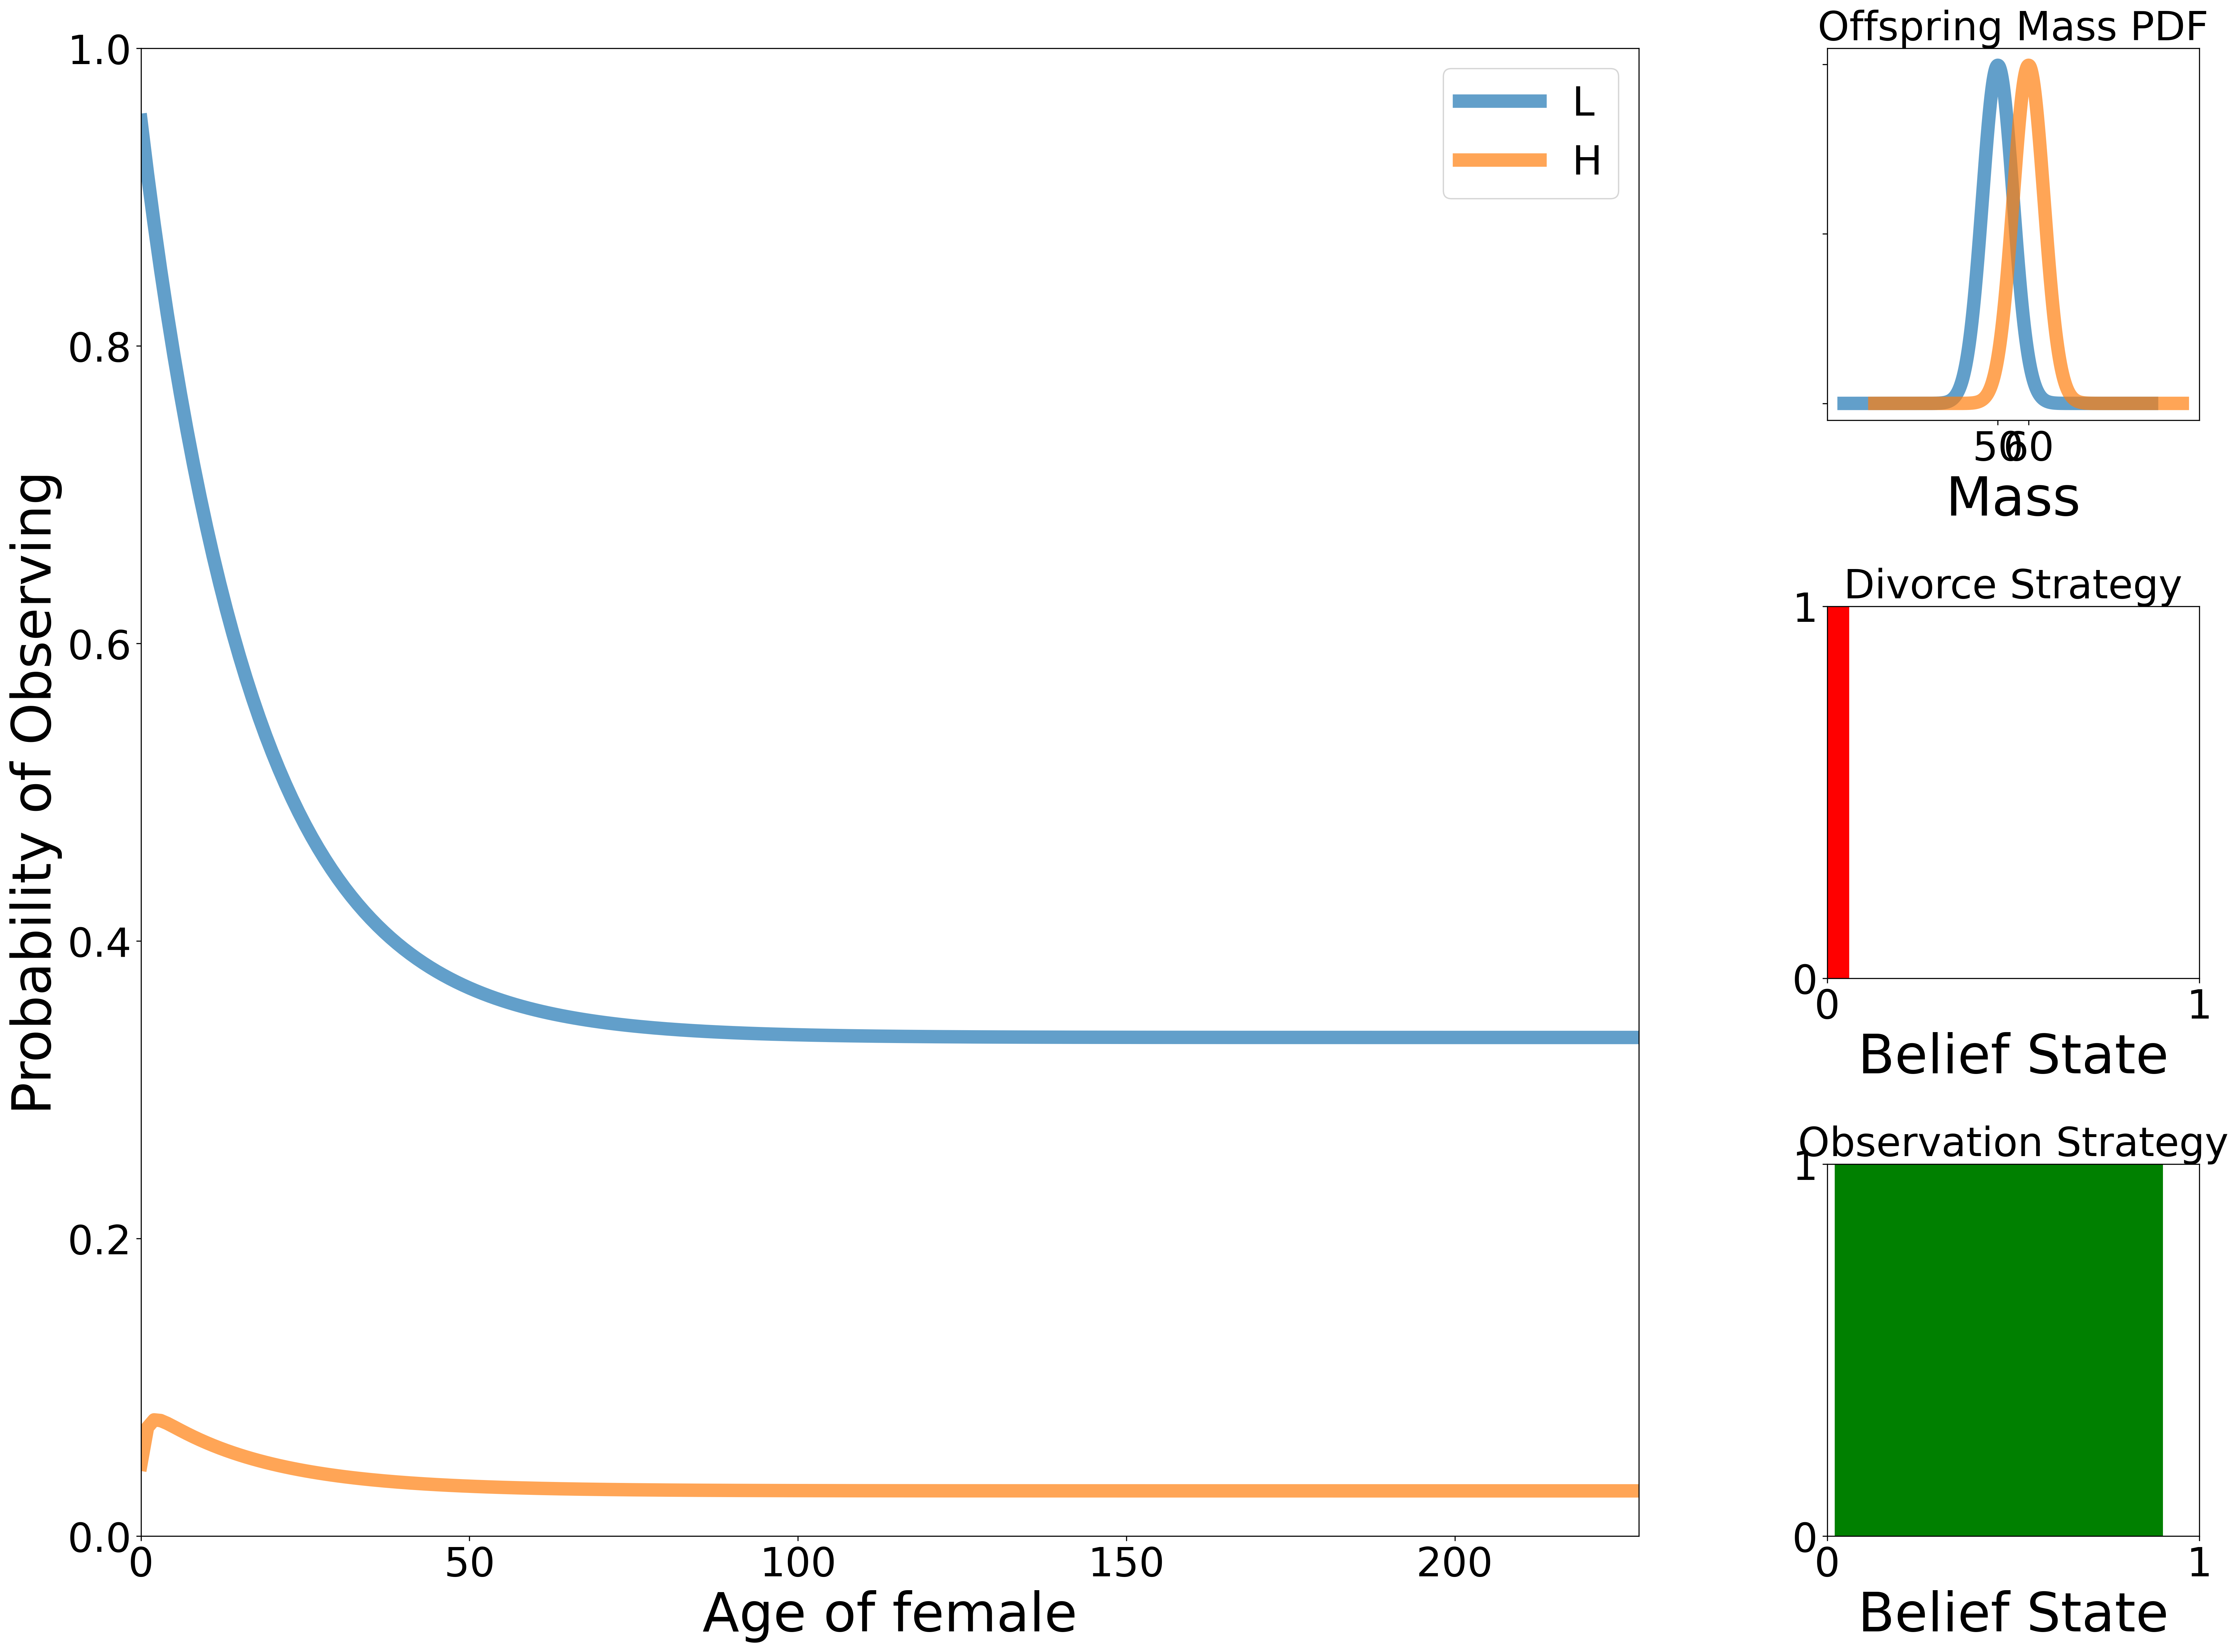 1.0
0.8
0.6
0.4
0.2
0.0
0 50 100 150 200
Probability of Observing
Age of female
L
H
Offspring Mass PDF
50 60
Mass
Divorce Strategy
1
0
0 1
Belief State
Observation Strategy
1
0
0 1
Belief State